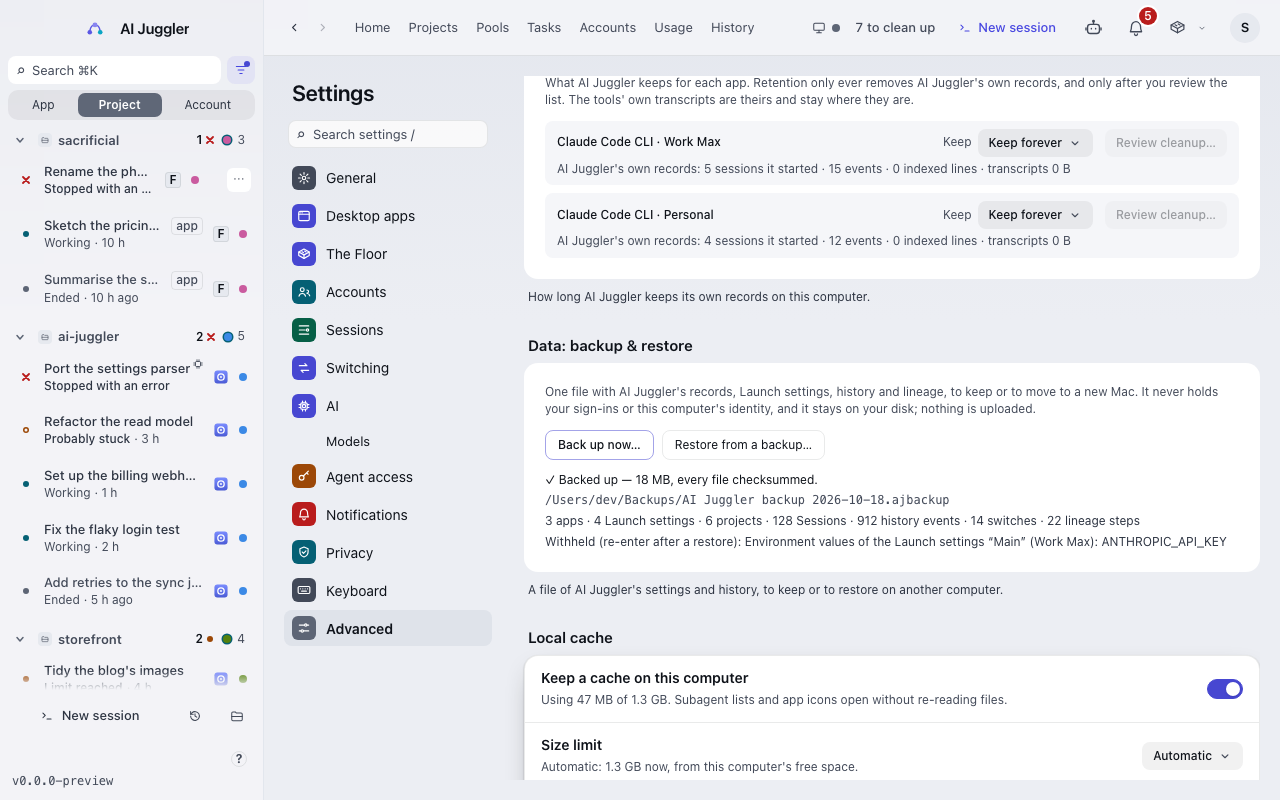 AI Juggler
Search ⌘K
App Project Account
sacrificial 1 3
Rename the ph... F
Stopped with an ...
Sketch the pricin... app F
Working · 10 h
Summarise the s... app F
Ended · 10 h ago
ai-juggler 2 5
Port the settings parser
Stopped with an error
Refactor the read model
Probably stuck · 3 h
Set up the billing webh...
Working · 1 h
Fix the flaky login test
Working · 2 h
Add retries to the sync j...
Ended · 5 h ago
storefront 2 4
Tidy the blog's images
Limit reached · 4 h
New session
?
v0.0.0-preview
Home Projects Pools Tasks Accounts Usage History 7 to clean up New session 5 S
Settings
Search settings /
General
Desktop apps
The Floor
Accounts
Sessions
Switching
AI
Models
Agent access
Notifications
Privacy
Keyboard
Advanced
What AI Juggler keeps for each app. Retention only ever removes AI Juggler's own records, and only after you review the
list. The tools' own transcripts are theirs and stay where they are.
Claude Code CLI · Work Max Keep Keep forever Review cleanup...
AI Juggler's own records: 5 sessions it started · 15 events · 0 indexed lines · transcripts 0 B
Claude Code CLI · Personal Keep Keep forever Review cleanup...
AI Juggler's own records: 4 sessions it started · 12 events · 0 indexed lines · transcripts 0 B
How long AI Juggler keeps its own records on this computer.
Data: backup & restore
One file with AI Juggler's records, Launch settings, history and lineage, to keep or to move to a new Mac. It never holds
your sign-ins or this computer's identity, and it stays on your disk; nothing is uploaded.
Back up now... Restore from a backup...
✓ Backed up — 18 MB, every file checksummed.
/Users/dev/Backups/AI Juggler backup 2026-10-18.ajbackup
3 apps · 4 Launch settings · 6 projects · 128 Sessions · 912 history events · 14 switches · 22 lineage steps
Withheld (re-enter after a restore): Environment values of the Launch settings “Main” (Work Max): ANTHROPIC_API_KEY
A file of AI Juggler's settings and history, to keep or to restore on another computer.
Local cache
Keep a cache on this computer
Using 47 MB of 1.3 GB. Subagent lists and app icons open without re-reading files.
Size limit Automatic
Automatic: 1.3 GB now, from this computer's free space.